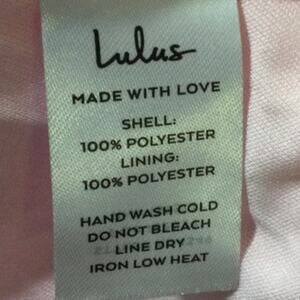 Lulus
MADE WITH LOVE
SHELL:
100% POLYESTER
LINING:
100% POLYESTER
HAND WASH COLD
DO NOT BLEACH
LINE DRY
IRON LOW HEAT